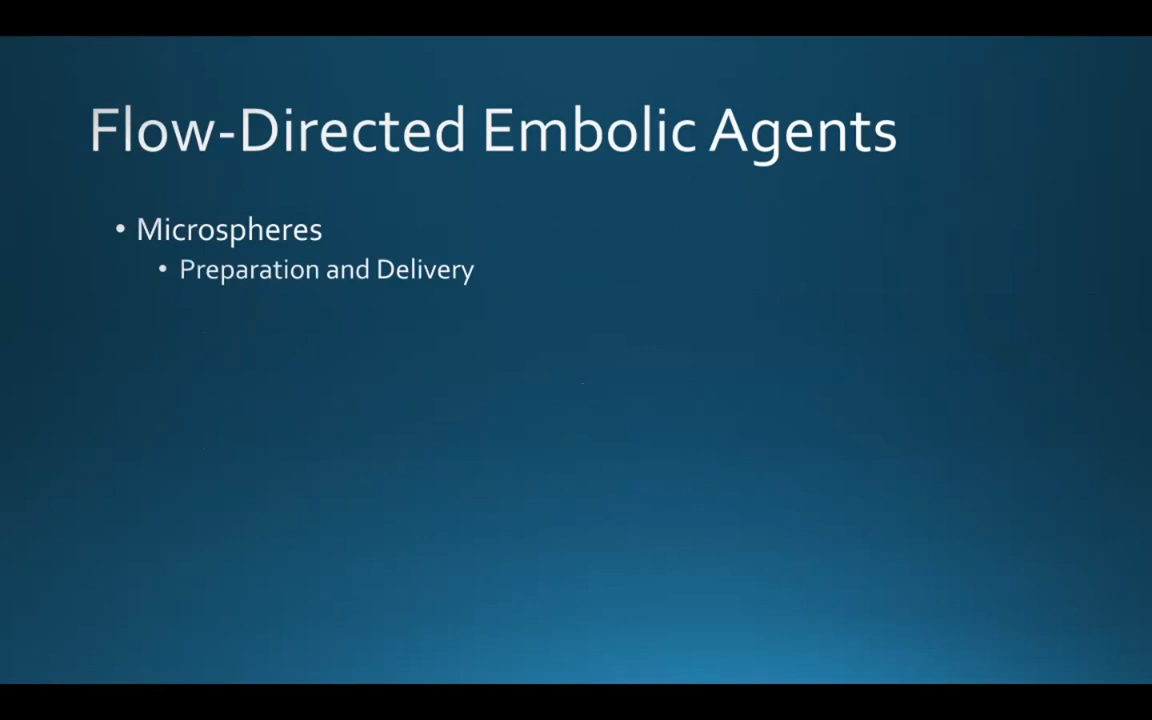 Flow-Directed Embolic Agents
• Microspheres
• Preparation and Delivery